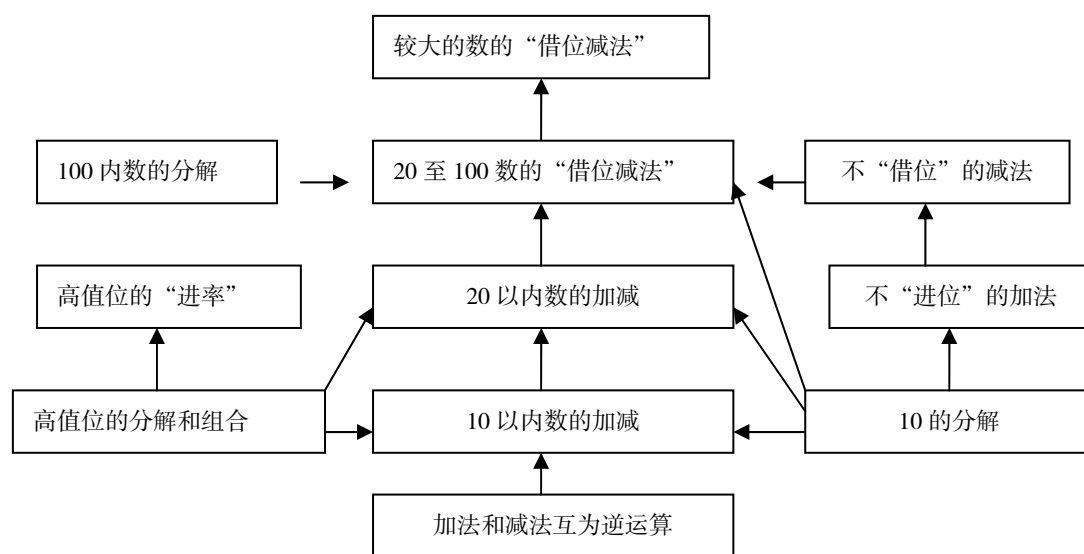 较大的数的“借位减法”
100 内数的分解
20 至 100 数的“借位减法”
不“借位”的减法
高值位的“进率”
20 以内数的加减
不“进位”的加法
高值位的分解和组合
10 以内数的加减
10 的分解
加法和减法互为逆运算